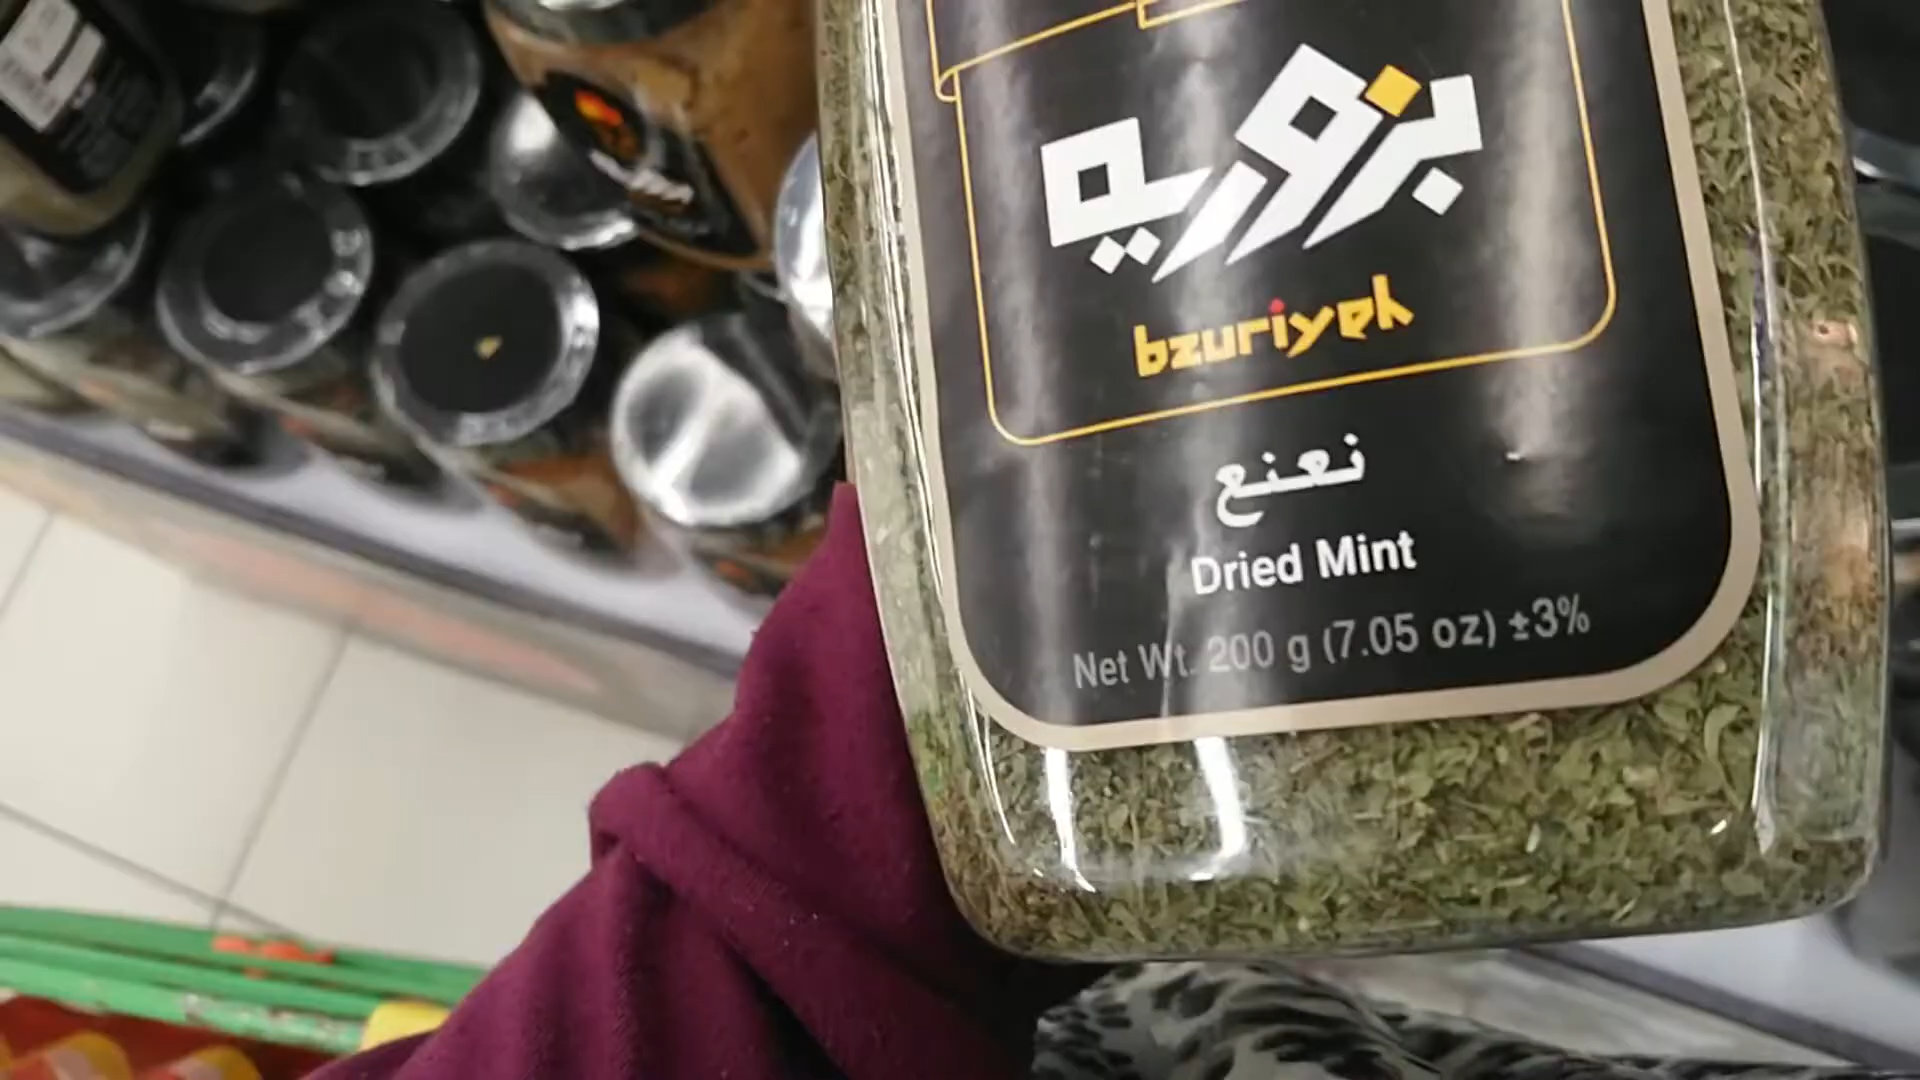 بزوريه
bzuriyeh
نعنع
Dried Mint
Net Wt. 200 g (7.05 oz) ±3%